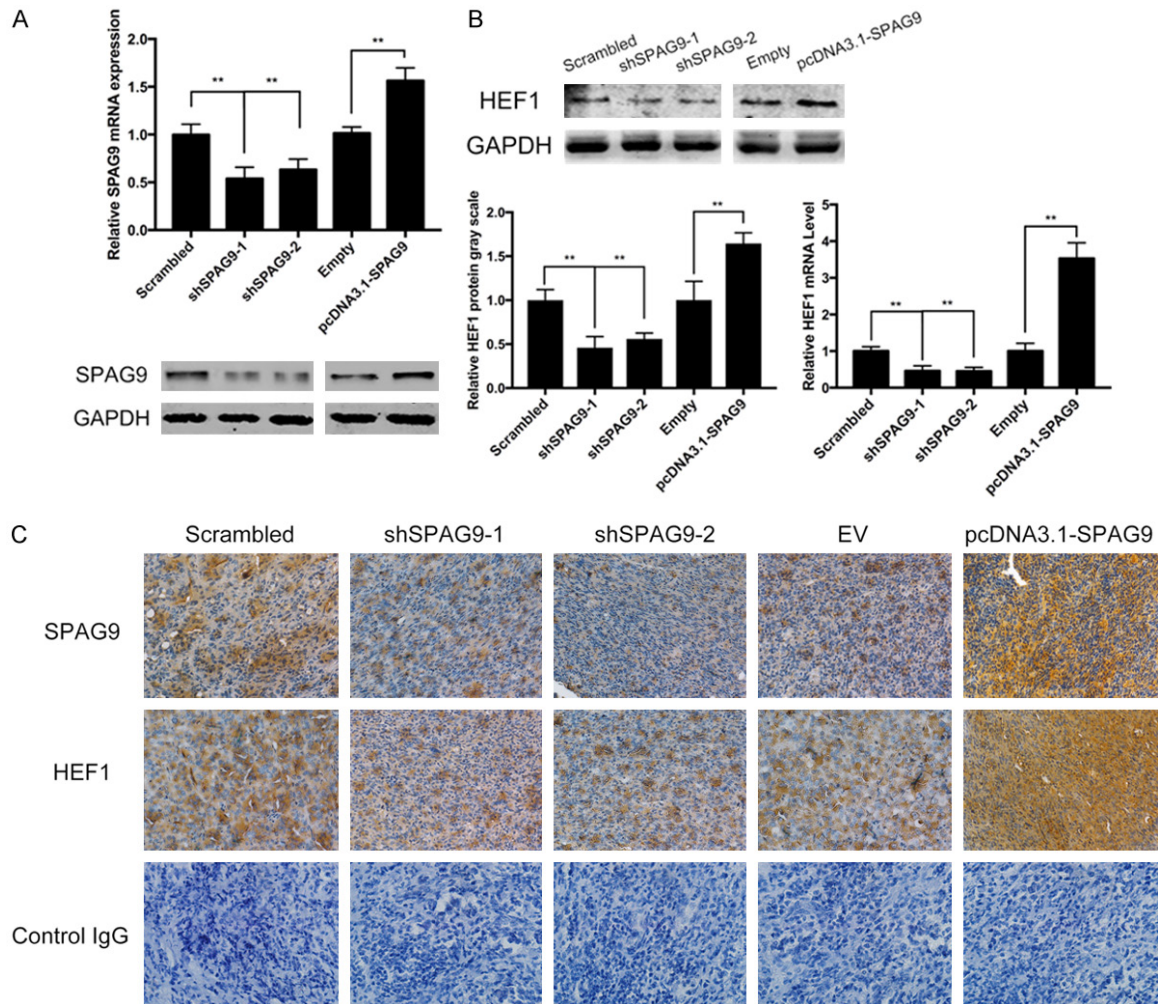 A
Relative SPAG9 mRNA expression
2.0
1.5
1.0
0.5
0.0
**
**
**
Scrambled
shSPAG9-1
shSPAG9-2
Empty
pcDNA3.1-SPAG9
SPAG9
GAPDH
B
Scrambled
shSPAG9-1
shSPAG9-2
Empty
pcDNA3.1-SPAG9
HEF1
GAPDH
Relative HEF1 protein gray scale
2.0
1.5
1.0
0.5
0.0
**
**
**
Scrambled
shSPAG9-1
shSPAG9-2
Empty
pcDNA3.1-SPAG9
Relative HEF1 mRNA Level
5
4
3
2
1
0
**
**
**
Scrambled
shSPAG9-1
shSPAG9-2
Empty
pcDNA3.1-SPAG9
C
Scrambled
shSPAG9-1
shSPAG9-2
EV
pcDNA3.1-SPAG9
SPAG9
HEF1
Control IgG